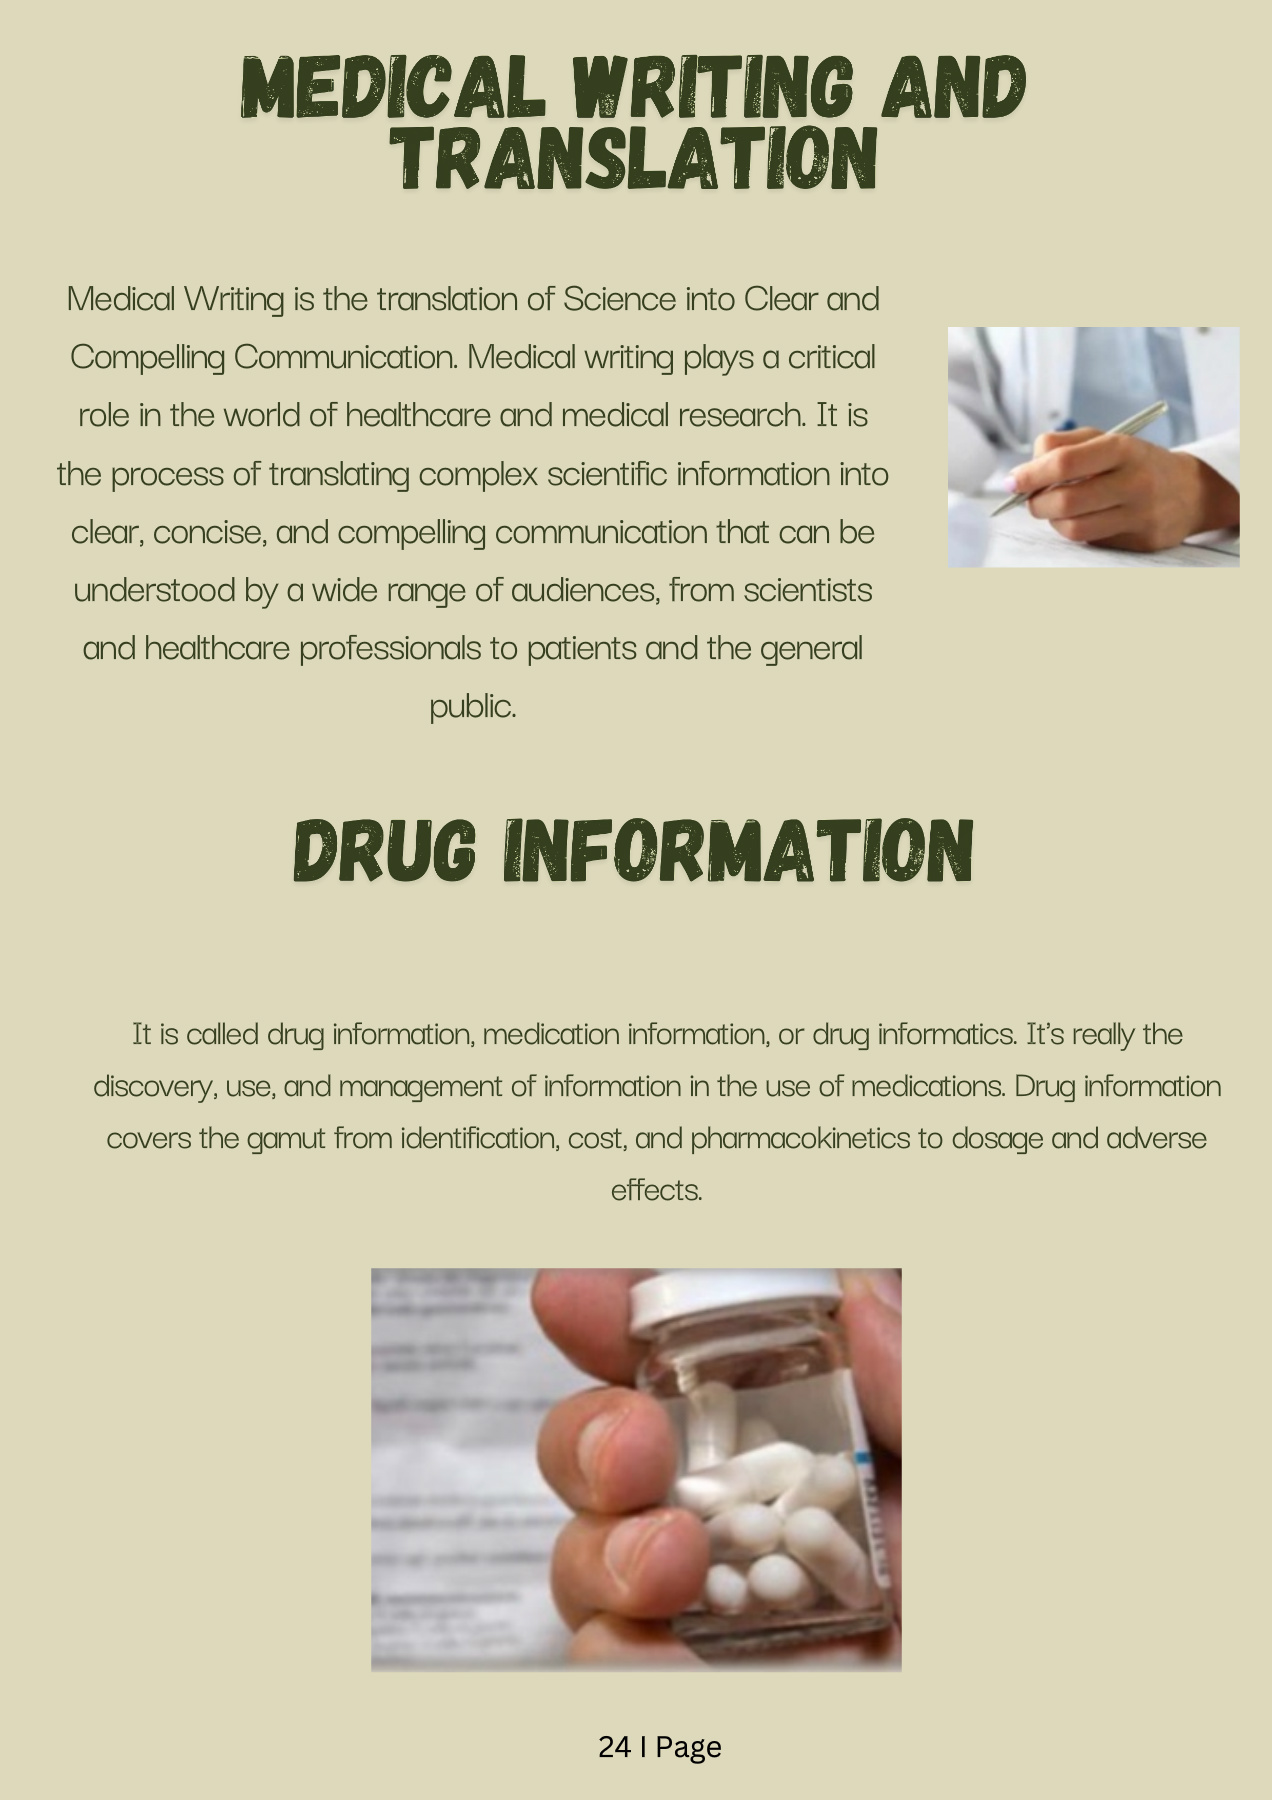 MEDICAL WRITING AND
TRANSLATION
Medical Writing is the translation of Science into Clear and
Compelling Communication. Medical writing plays a critical
role in the world of healthcare and medical research. It is
the process of translating complex scientific information into
clear, concise, and compelling communication that can be
understood by a wide range of audiences, from scientists
and healthcare professionals to patients and the general
public.
DRUG INFORMATION
It is called drug information, medication information, or drug informatics. It's really the
discovery, use, and management of information in the use of medications. Drug information
covers the gamut from identification, cost, and pharmacokinetics to dosage and adverse
effects.
24 I Page